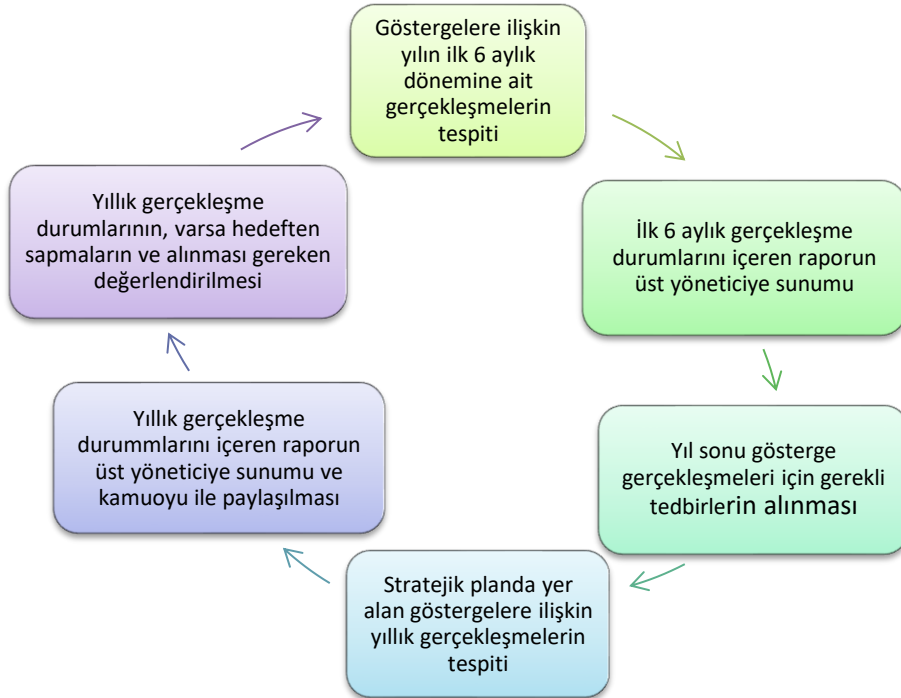 Göstergelere ilişkin
yılın ilk 6 aylık
dönemine ait
gerçekleşmelerin
tespiti
İlk 6 aylık gerçekleşme
durumlarını içeren raporun
üst yöneticiye sunumu
Yıl sonu gösterge
gerçekleşmeleri için gerekli
tedbirlerin alınması
Stratejik planda yer
alan göstergelere ilişkin
yıllık gerçekleşmelerin
tespiti
Yıllık gerçekleşme
durummlarını içeren raporun
üst yöneticiye sunumu ve
kamuoyu ile paylaşılması
Yıllık gerçekleşme
durumlarının, varsa hedeften
sapmaların ve alınması gereken
değerlendirilmesi